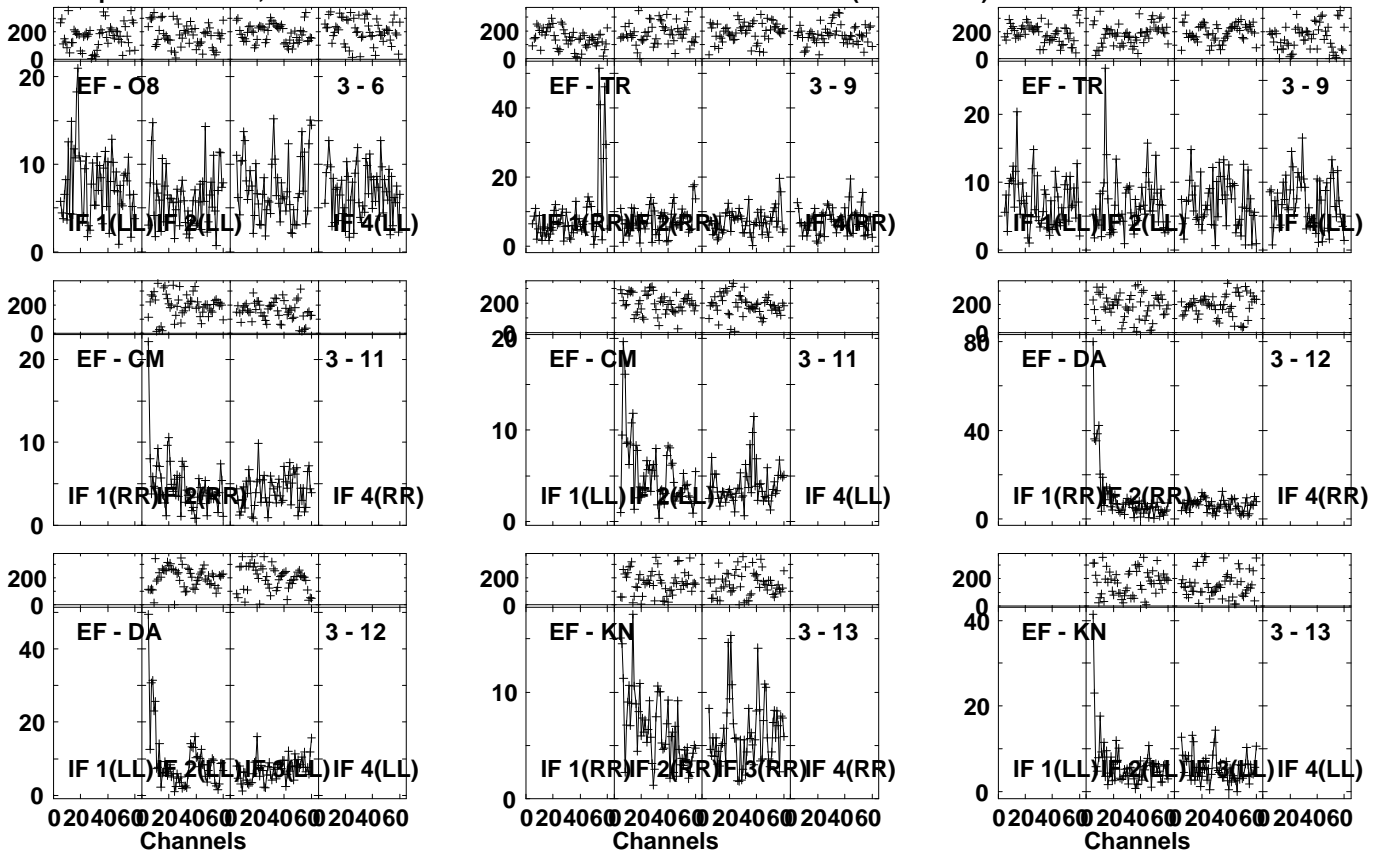 200
0
20
10
0
EF - O8
3 - 6
IF 1(LL) IF 2(LL) IF 4(LL)
200
0
40
20
0
EF - TR
3 - 9
IF 1(RR) IF 2(RR) IF 4(RR)
200
0
20
10
0
EF - TR
3 - 9
IF 1(LL) IF 2(LL) IF 4(LL)
200
0
20
10
0
EF - CM
3 - 11
IF 1(RR) IF 2(RR) IF 4(RR)
200
0
20
10
0
EF - CM
3 - 11
IF 1(LL) IF 2(LL) IF 4(LL)
200
0
80
40
0
EF - DA
3 - 12
IF 1(RR) IF 2(RR) IF 4(RR)
200
0
40
20
0
EF - DA
3 - 12
IF 1(LL) IF 2(LL) IF 3(LL) IF 4(LL)
0 20 40 60 0 20 40 60 0 20 40 60 0 20 40 60
Channels
200
0
10
0
EF - KN
3 - 13
IF 1(RR) IF 2(RR) IF 3(RR) IF 4(RR)
0 20 40 60 0 20 40 60 0 20 40 60 0 20 40 60
Channels
200
0
40
20
0
EF - KN
3 - 13
IF 1(LL) IF 2(LL) IF 3(LL) IF 4(LL)
0 20 40 60 0 20 40 60 0 20 40 60 0 20 40 60
Channels